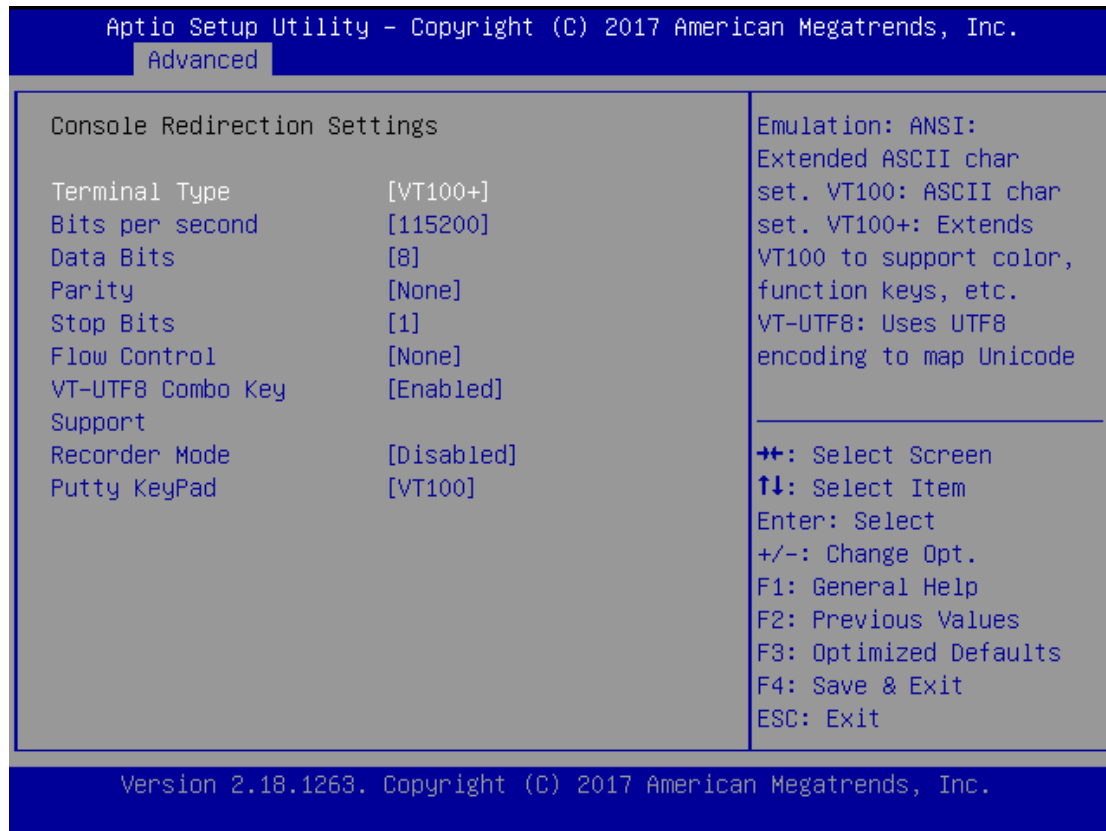 Aptio Setup Utility – Copyright (C) 2017 American Megatrends, Inc.
Advanced
Console Redirection Settings
Terminal Type [VT100+]
Bits per second [115200]
Data Bits [8]
Parity [None]
Stop Bits [1]
Flow Control [None]
VT-UTF8 Combo Key [Enabled]
Support
Recorder Mode [Disabled]
Putty KeyPad [VT100]
Emulation: ANSI:
Extended ASCII char
set. VT100: ASCII char
set. VT100+: Extends
VT100 to support color,
function keys, etc.
VT-UTF8: Uses UTF8
encoding to map Unicode
→←: Select Screen
↑↓: Select Item
Enter: Select
+/-: Change Opt.
F1: General Help
F2: Previous Values
F3: Optimized Defaults
F4: Save & Exit
ESC: Exit
Version 2.18.1263. Copyright (C) 2017 American Megatrends, Inc.